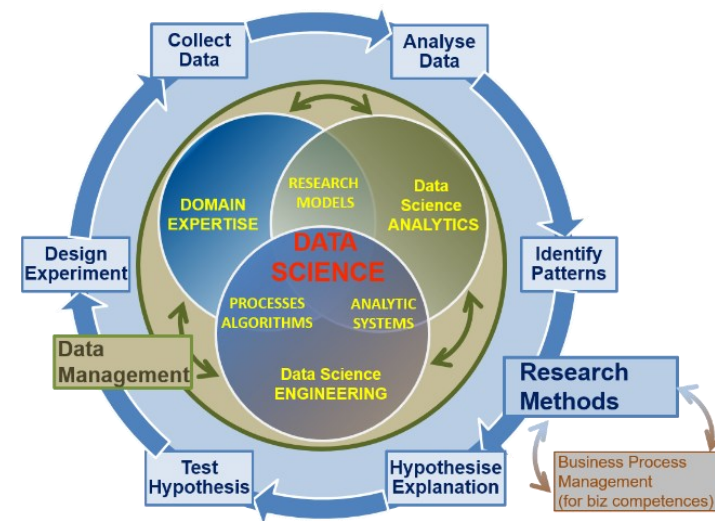 Collect
Data
Analyse
Data
RESEARCH
MODELS
DOMAIN
EXPERTISE
Data
Science
ANALYTICS
DATA
SCIENCE
Design
Experiment
Identify
Patterns
PROCESSES
ALGORITHMS
ANALYTIC
SYSTEMS
Data
Management
Data Science
ENGINEERING
Research
Methods
Test
Hypothesis
Hypothesise
Explanation
Business Process
Management
(for biz competences)